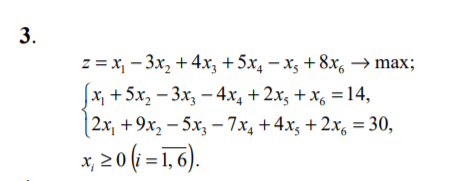 3.
z = x₁ − 3x₂ + 4x₃ + 5x₄ − x₅ + 8x₆ → max;
{x₁ + 5x₂ − 3x₃ − 4x₄ + 2x₅ + x₆ = 14,
2x₁ + 9x₂ − 5x₃ − 7x₄ + 4x₅ + 2x₆ = 30,
xᵢ ≥ 0 (i = 1, 6).